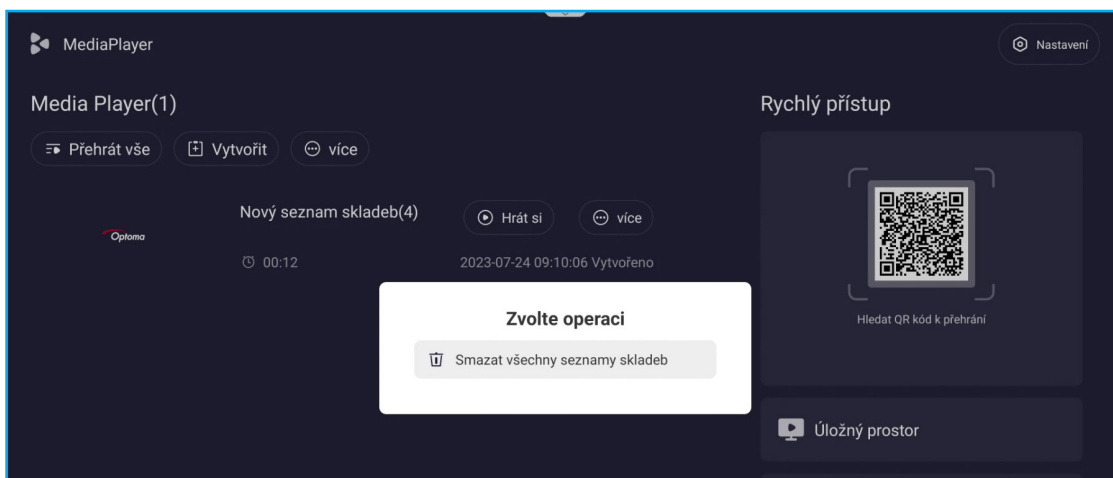 MediaPlayer
Nastavení
Media Player(1)
Rychlý přístup
Přehrát vše
Vytvořit
více
Nový seznam skladeb(4)
Hrát si
více
Optoma
00:12
2023-07-24 09:10:06 Vytvořeno
Hledat QR kód k přehrání
Zvolte operaci
Smazat všechny seznamy skladeb
Úložný prostor